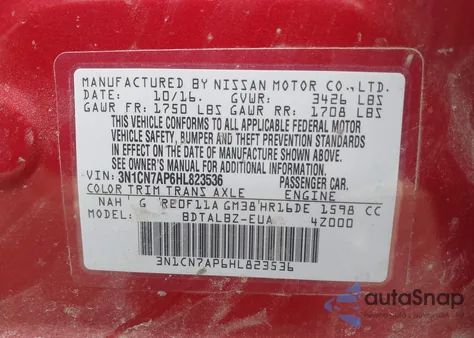 MANUFACTURED BY NISSAN MOTOR CO., LTD.
DATE: 10/16. GVWR: 3426 LBS
GAWR FR: 1750 LBS GAWR RR: 1708 LBS
THIS VEHICLE CONFORMS TO ALL APPLICABLE FEDERAL MOTOR
VEHICLE SAFETY, BUMPER AND THEFT PREVENTION STANDARDS
IN EFFECT ON THE DATE OF MANUFACTURE SHOWN ABOVE.
SEE OWNER'S MANUAL FOR ADDITIONAL INFORMATION.
VIN: 3N1CN7AP6HL823536 PASSENGER CAR.
COLOR TRIM TRANS AXLE ENGINE
NAH G RE0F11A GM38 HR16DE 1598 CC
MODEL: BDTALBZ-EUA 4Z000
3N1CN7AP6HL823536
autoSnap